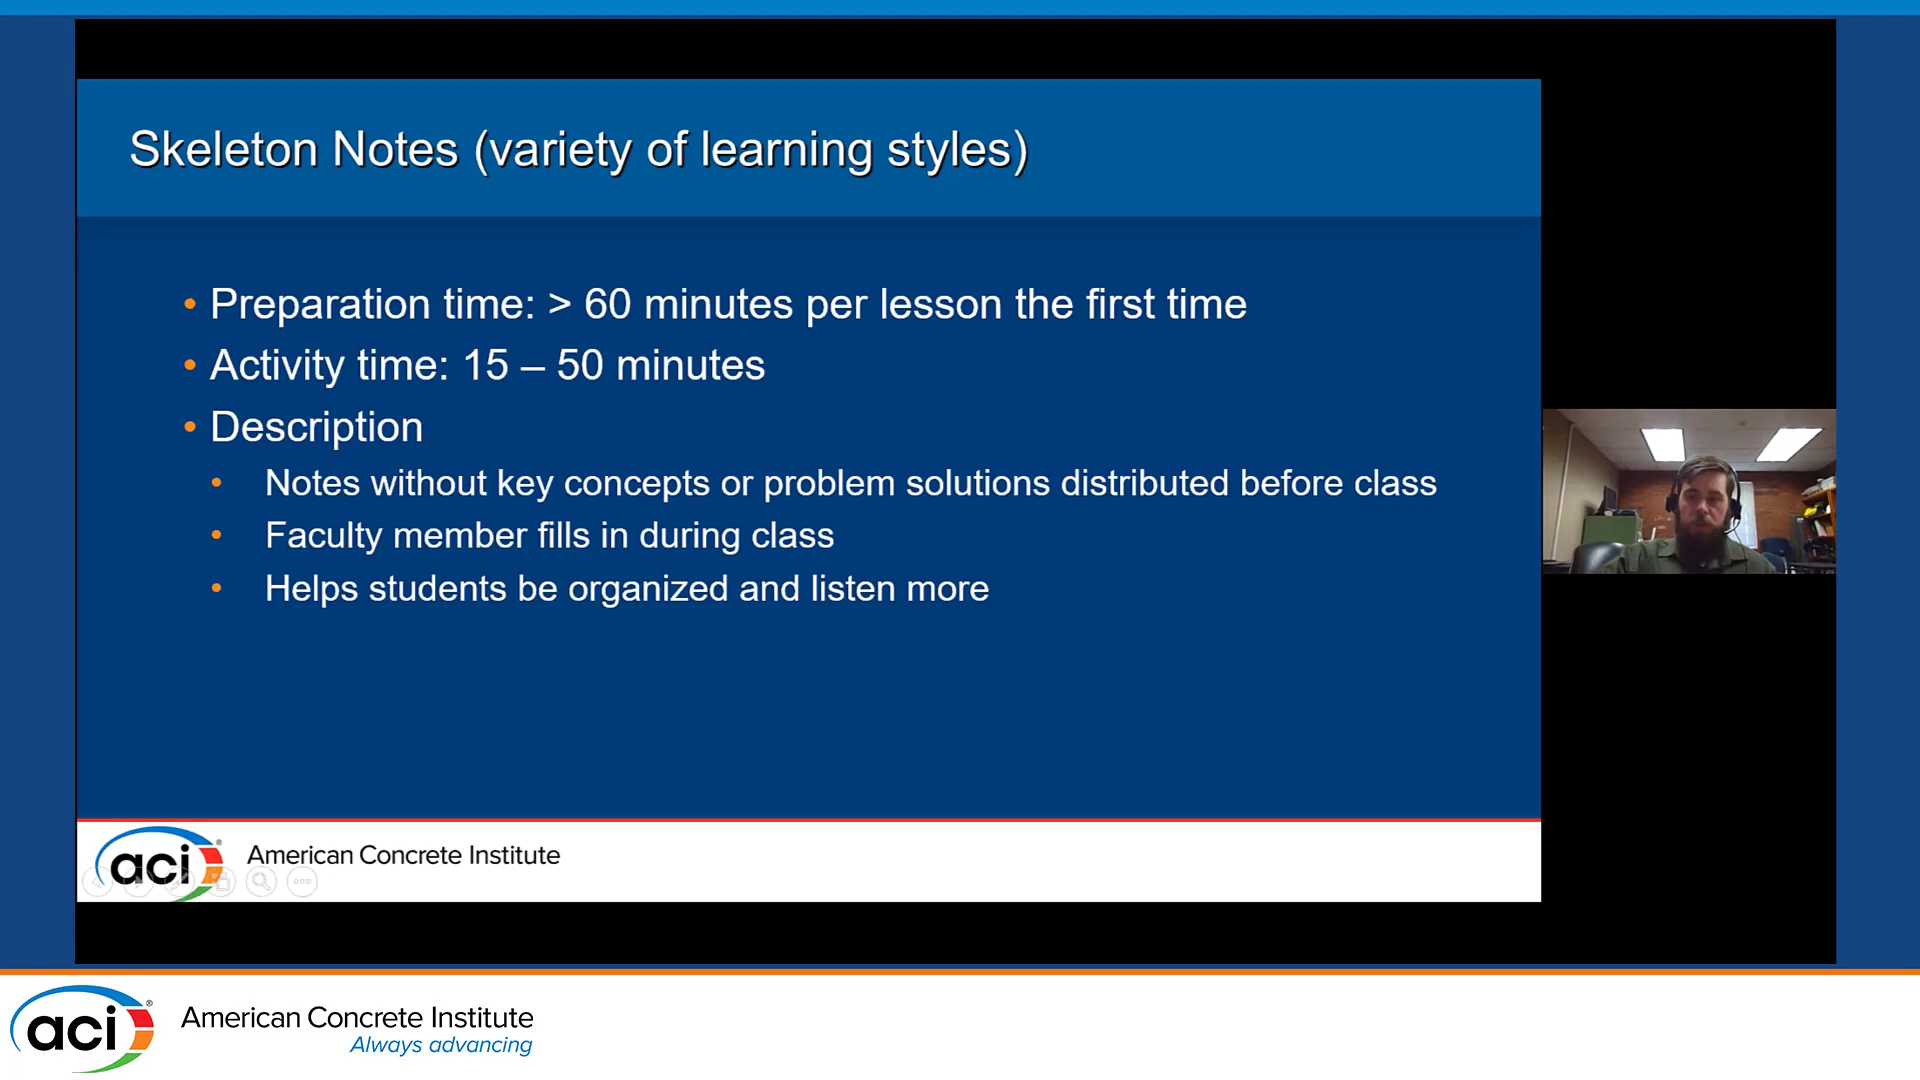 Skeleton Notes (variety of learning styles)
• Preparation time: > 60 minutes per lesson the first time
• Activity time: 15 – 50 minutes
• Description
• Notes without key concepts or problem solutions distributed before class
• Faculty member fills in during class
• Helps students be organized and listen more
aci® American Concrete Institute
aci® American Concrete Institute
Always advancing